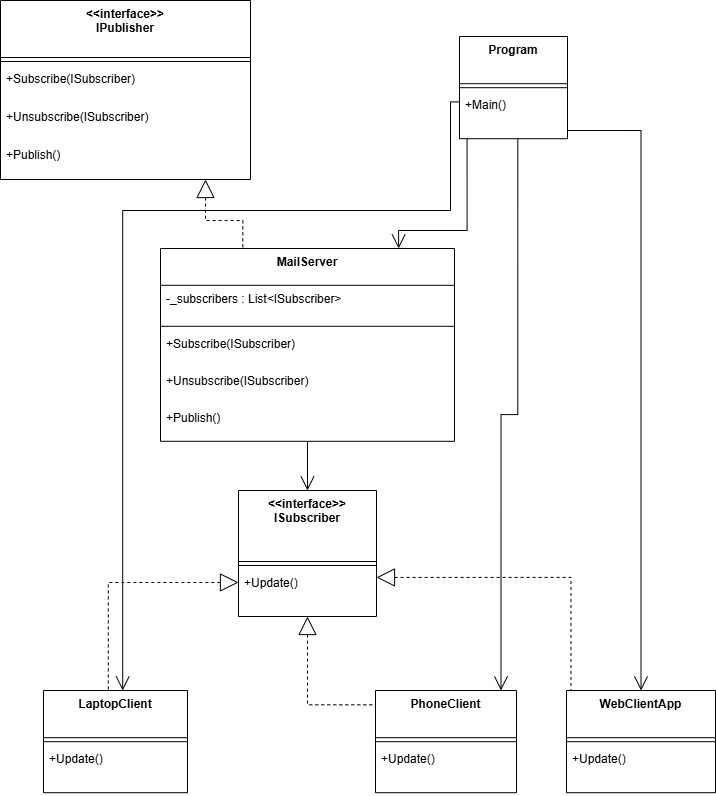 <<interface>>
IPublisher
+Subscribe(ISubscriber)
+Unsubscribe(ISubscriber)
+Publish()
Program
+Main()
MailServer
-_subscribers : List<ISubscriber>
+Subscribe(ISubscriber)
+Unsubscribe(ISubscriber)
+Publish()
<<interface>>
ISubscriber
+Update()
LaptopClient
+Update()
PhoneClient
+Update()
WebClientApp
+Update()